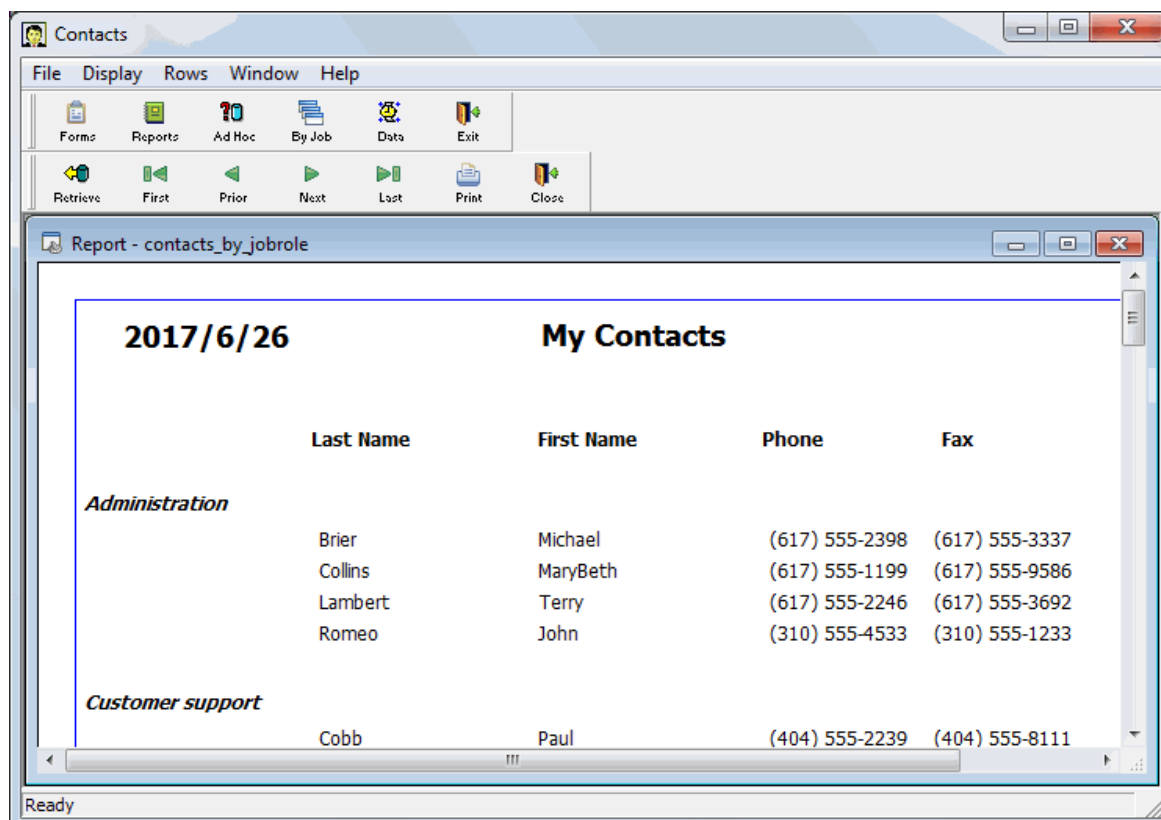 Contacts
File Display Rows Window Help
Forms Reports Ad Hoc By Job Data Exit
Retrieve First Prior Next Last Print Close
Report - contacts_by_jobrole
2017/6/26 My Contacts
Last Name First Name Phone Fax
Administration
Brier Michael (617) 555-2398 (617) 555-3337
Collins MaryBeth (617) 555-1199 (617) 555-9586
Lambert Terry (617) 555-2246 (617) 555-3692
Romeo John (310) 555-4533 (310) 555-1233
Customer support
Cobb Paul (404) 555-2239 (404) 555-8111
Ready